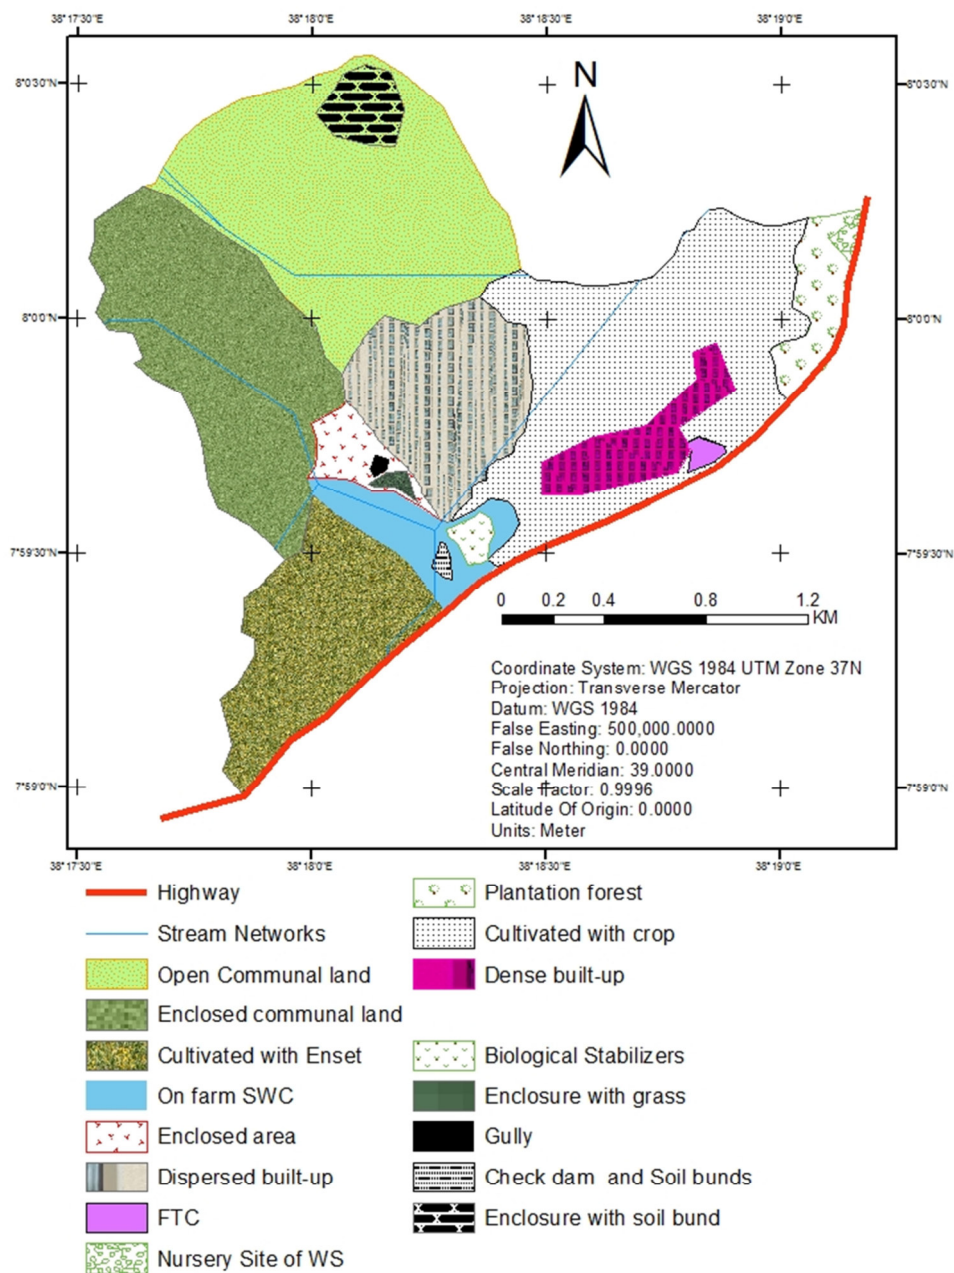 38°17'30"E 38°18'0"E 38°18'30"E 38°19'0"E
8°0'30"N 8°0'30"N
N
8°0'0"N 8°0'0"N
7°59'30"N 7°59'30"N
0 0.2 0.4 0.8 1.2
KM
Coordinate System: WGS 1984 UTM Zone 37N
Projection: Transverse Mercator
Datum: WGS 1984
False Easting: 500,000.0000
False Northing: 0.0000
Central Meridian: 39.0000
Scale Factor: 0.9996
Latitude Of Origin: 0.0000
Units: Meter
7°59'0"N 7°59'0"N
38°17'30"E 38°18'0"E 38°18'30"E 38°19'0"E
Highway
Stream Networks
Open Communal land
Enclosed communal land
Cultivated with Enset
On farm SWC
Enclosed area
Dispersed built-up
FTC
Nursery Site of WS
Plantation forest
Cultivated with crop
Dense built-up
Biological Stabilizers
Enclosure with grass
Gully
Check dam and Soil bunds
Enclosure with soil bund